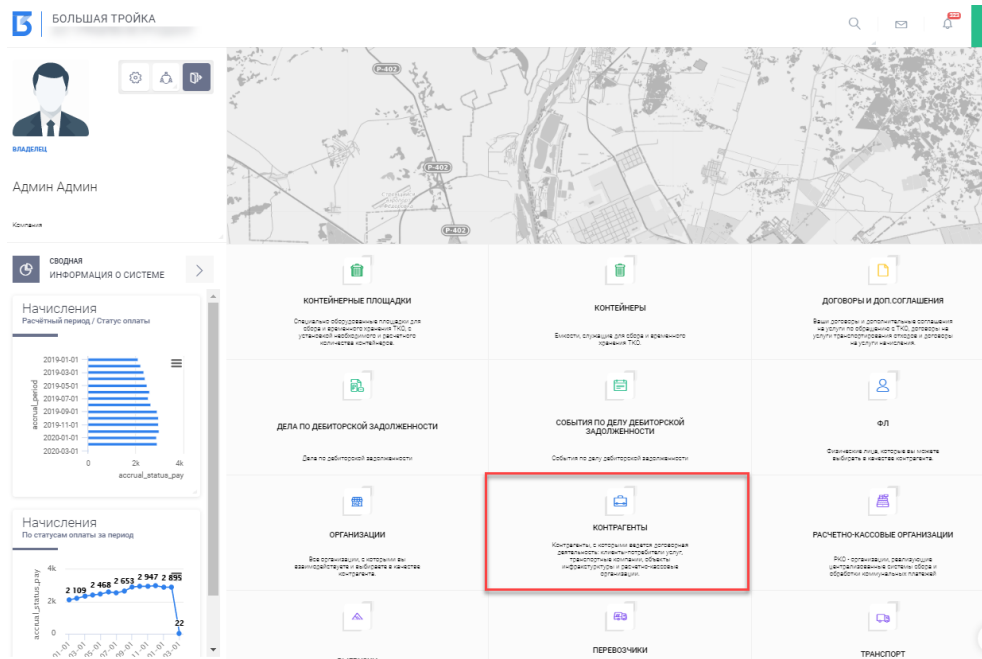 БОЛЬШАЯ ТРОЙКА
ВЛАДЕЛЕЦ
Админ Админ
Компания
СВОДНАЯ
ИНФОРМАЦИЯ О СИСТЕМЕ
Начисления
Расчётный период / Статус оплаты
2019-01-01
2019-03-01
2019-05-01
2019-07-01
2019-09-01
2019-11-01
2020-01-01
2020-03-01
accrual_period
0 2k 4k
accrual_status_pay
Начисления
По статусам оплаты за период
4k
2k
0
accrual_status_pay
2 109 2 468 2 653 2 947 2 895
22
Р-402
Р-402
Р-402
КОНТЕЙНЕРНЫЕ ПЛОЩАДКИ
Специально оборудованные площадки для
сбора и временного хранения ТКО, с
установкой необходимого и расчетного
количества контейнеров.
КОНТЕЙНЕРЫ
Емкости, служащие для сбора и временного
хранения ТКО.
ДОГОВОРЫ И ДОП.СОГЛАШЕНИЯ
Ваши договоры и дополнительные соглашения
на услуги по обращению с ТКО, договоры на
услуги транспортирования отходов и договоры
на услуги начисления.
ДЕЛА ПО ДЕБИТОРСКОЙ ЗАДОЛЖЕННОСТИ
Дела по дебиторской задолженности
СОБЫТИЯ ПО ДЕЛУ ДЕБИТОРСКОЙ
ЗАДОЛЖЕННОСТИ
События по делу дебиторской задолженности
ФЛ
Физические лица, которые вы можете
выбирать в качестве контрагента.
ОРГАНИЗАЦИИ
Все организации, с которыми вы
взаимодействуете и выбираете в качестве
контрагента.
КОНТРАГЕНТЫ
Контрагенты, с которыми ведется договорная
деятельность: клиенты-потребители услуг,
транспортные компании, объекты
инфраструктуры и расчетно-кассовые
организации.
РАСЧЕТНО-КАССОВЫЕ ОРГАНИЗАЦИИ
РКО - организации, реализующие
централизованные системы сбора и
обработки коммунальных платежей
ПЕРЕВОЗЧИКИ
ТРАНСПОРТ